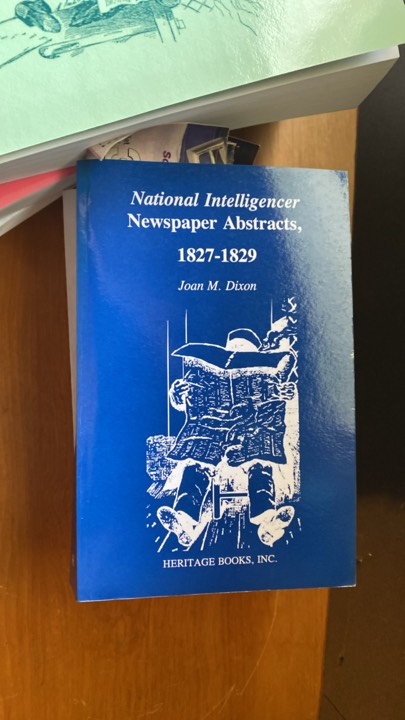 National Intelligencer
Newspaper Abstracts,
1827-1829
Joan M. Dixon
HERITAGE BOOKS, INC.